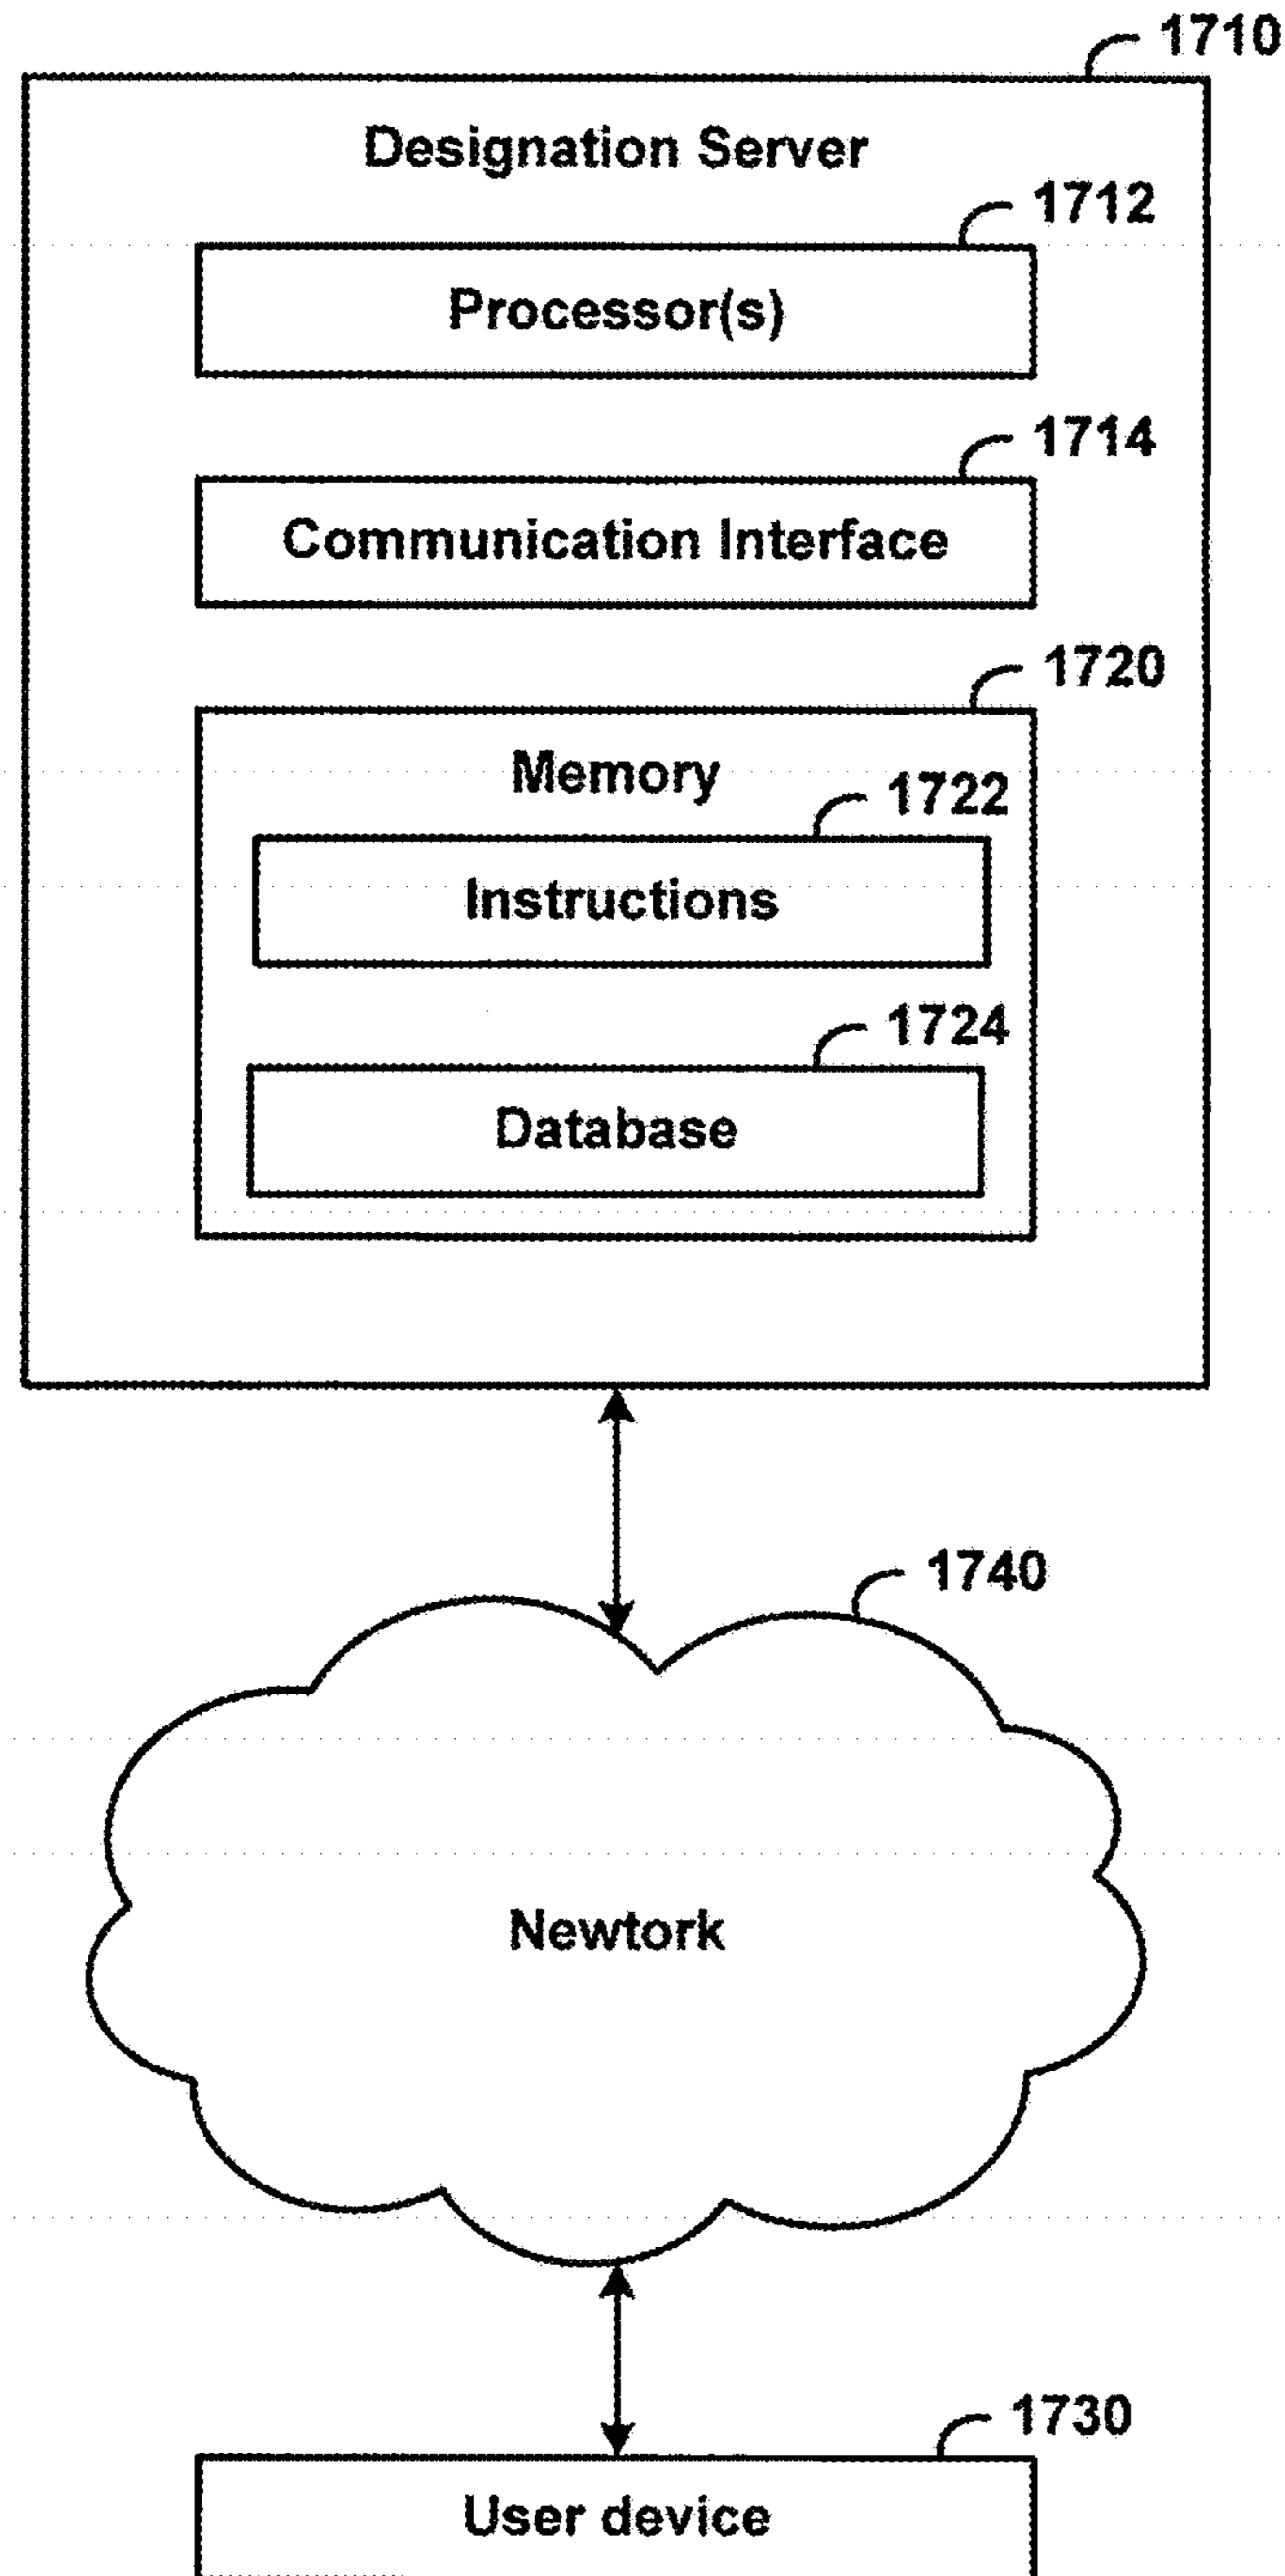 1710
Designation Server
1712
Processor(s)
1714
Communication Interface
1720
Memory
1722
Instructions
1724
Database
1740
Newtork
1730
User device